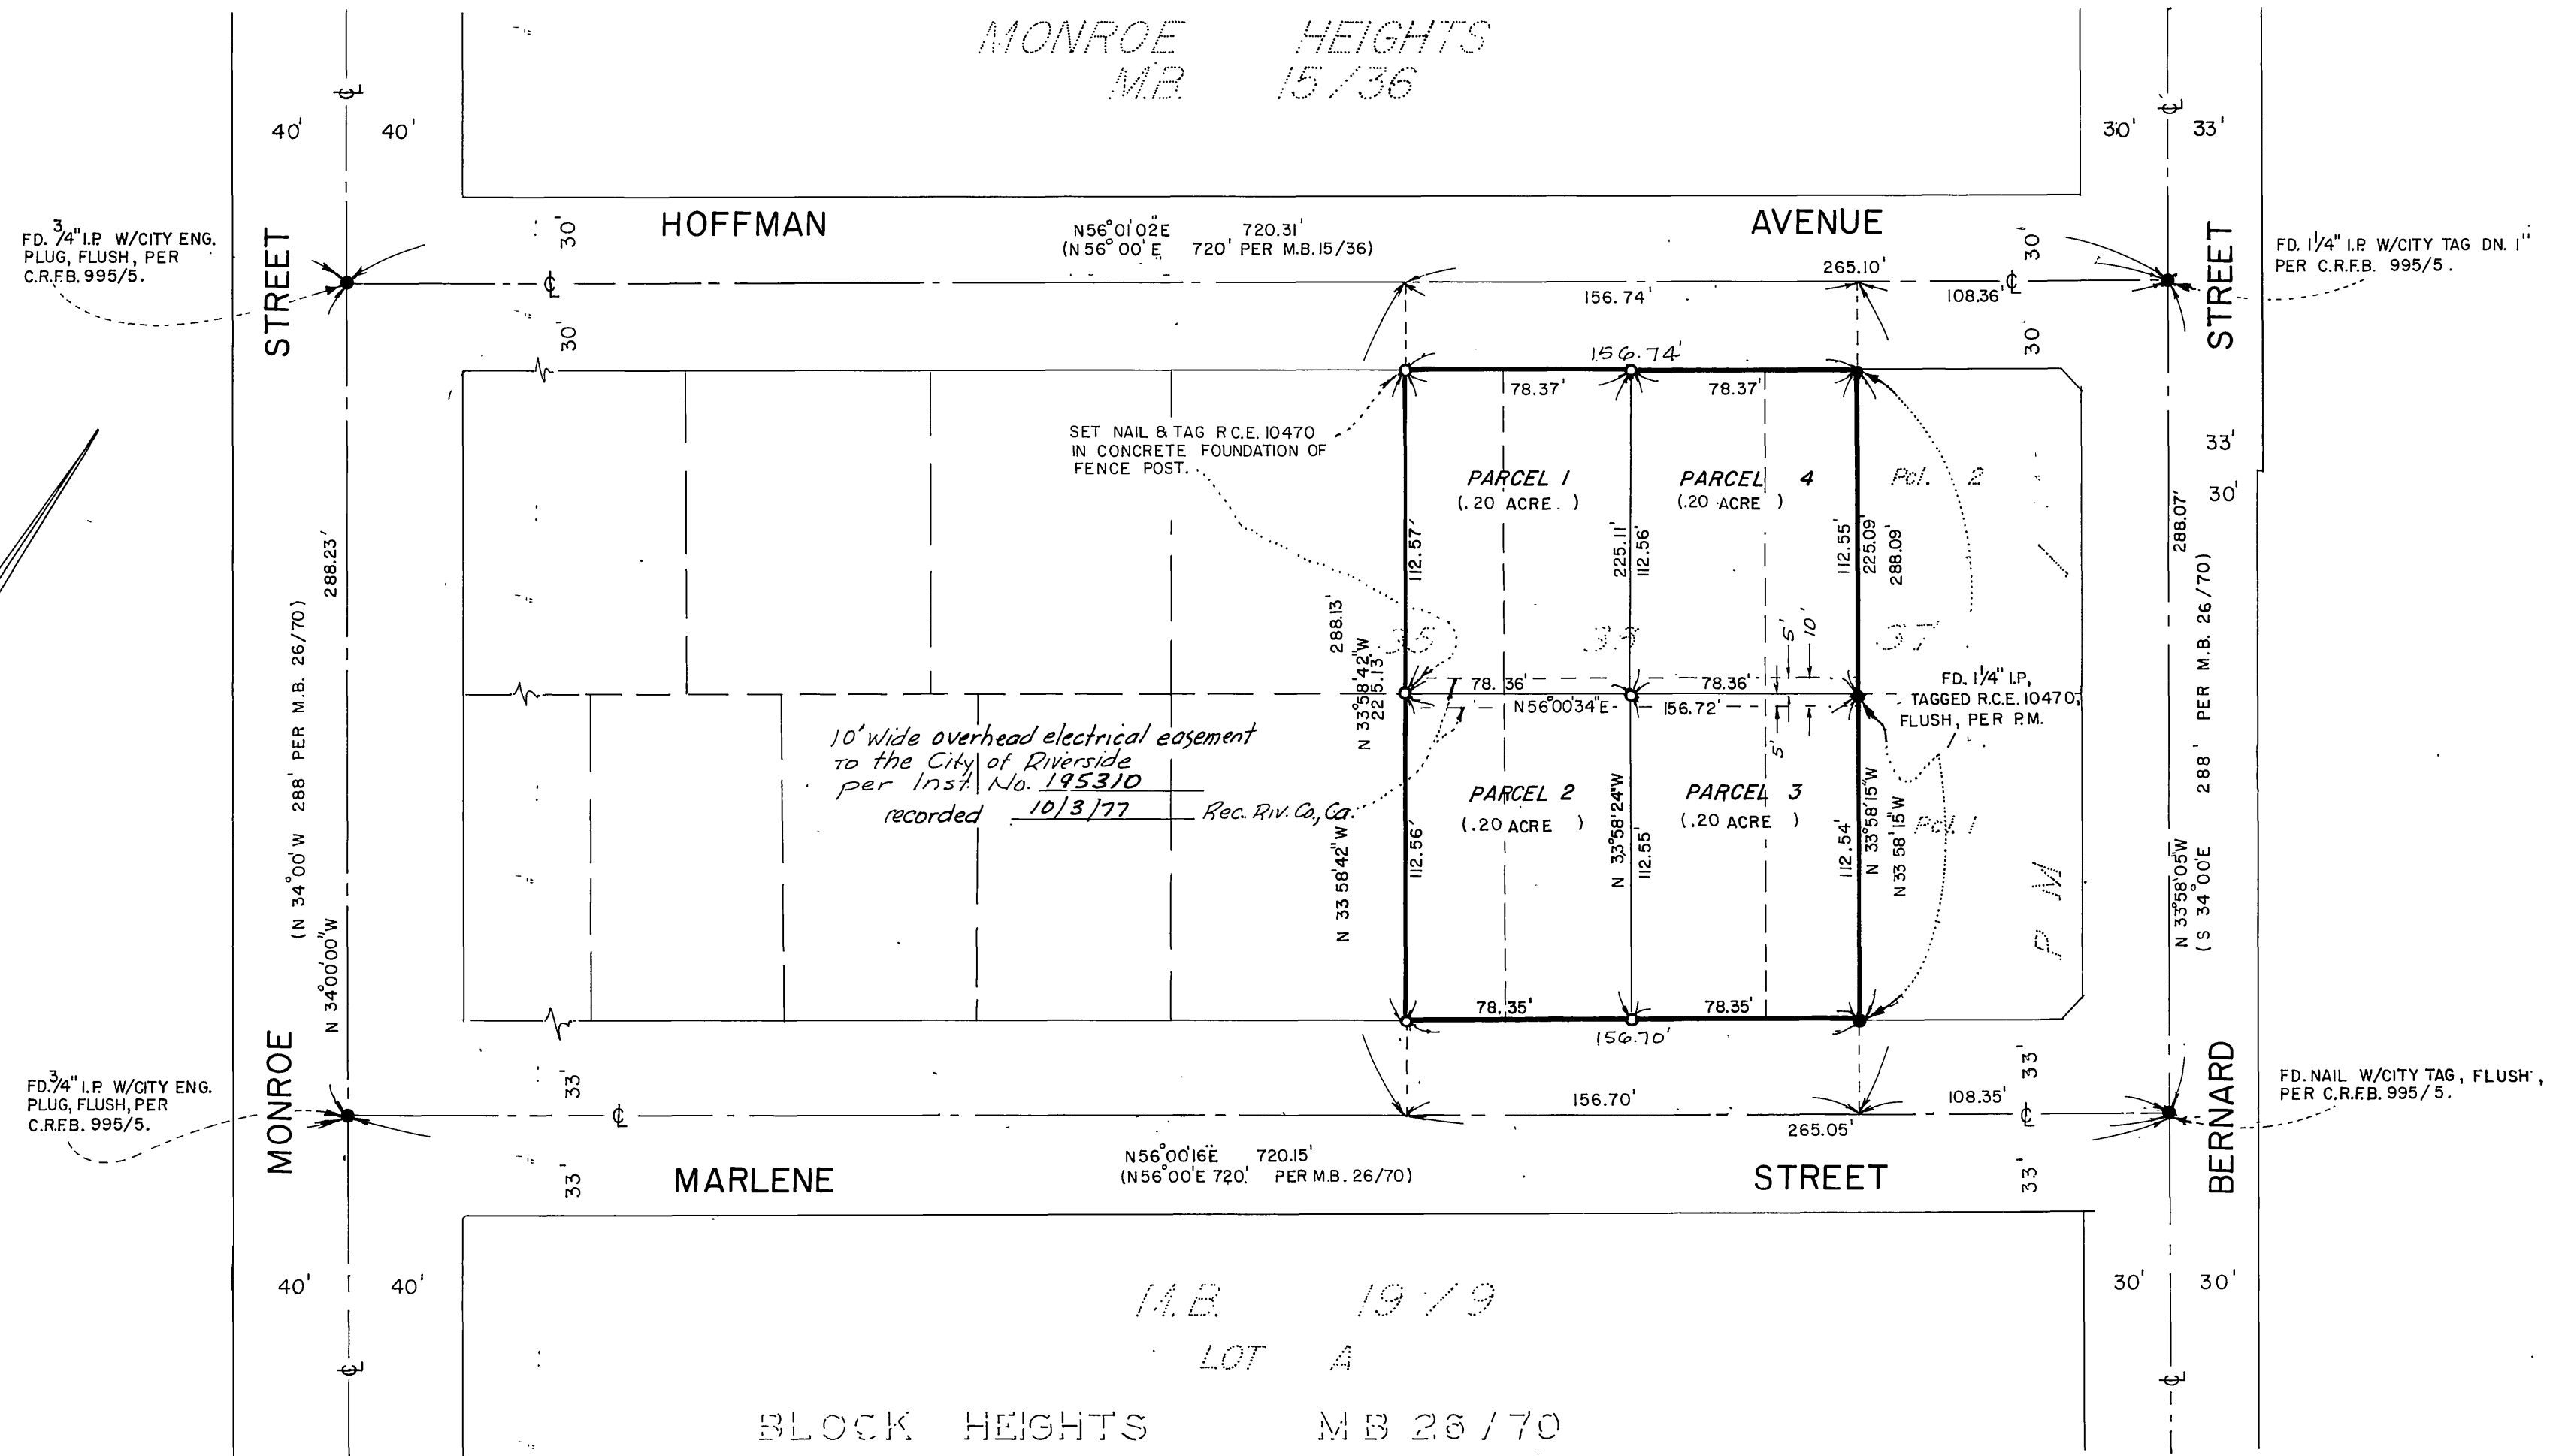 MONROE HEIGHTS
M.B. 15/36
40' 40'
30' 33'
HOFFMAN AVENUE
N56°01'02"E 720.31'
(N56°00'E 720' PER M.B.15/36)
30'
30'
30'
30'
℄
℄
FD. 3/4" I.P. W/CITY ENG.
PLUG, FLUSH, PER
C.R.F.B. 995/5.
STREET
STREET
FD. 1 1/4" I.P. W/CITY TAG DN. 1"
PER C.R.F.B. 995/5.
265.10'
156.74'
108.36'
156.74'
78.37'
78.37'
SET NAIL & TAG R.C.E. 10470
IN CONCRETE FOUNDATION OF
FENCE POST.
PARCEL 1
(.20 ACRE.)
PARCEL 4
(.20 ACRE)
Pcl. 2
33'
30'
288.23'
112.57'
225.11'
112.56'
112.55'
225.09'
288.09'
288.07'
(N 34°00'W 288' PER M.B. 26/70)
288.13'
N 33°58'42"W
225.13'
35
37
5'
10'
288' PER M.B. 26/70)
78.36'
78.36'
N56°00'34"E
156.72'
5'
FD. 1 1/4" I.P.,
TAGGED R.C.E. 10470,
FLUSH, PER P.M.
10' Wide overhead electrical easement
to the City of Riverside
per Inst. No. 195310
recorded 10/3/77 Rec. Riv. Co., Ca.
PARCEL 2
(.20 ACRE)
PARCEL 3
(.20 ACRE)
Pcl. 1
N 33°58'42"W
112.56'
N 33°58'24"W
112.55'
112.54'
N 33°58'15"W
N 33 58'15"W
P M
N 33°58'05"W
(S 34°00'E
N 34°00'00"W
78.35'
78.35'
156.70'
MONROE
BERNARD
FD. 3/4" I.P. W/CITY ENG.
PLUG, FLUSH, PER
C.R.F.B. 995/5.
33'
33'
33'
33'
℄
℄
156.70'
108.35'
265.05'
FD. NAIL W/CITY TAG, FLUSH,
PER C.R.F.B. 995/5.
N56°00'16"E 720.15'
(N56°00'E 720' PER M.B. 26/70)
MARLENE STREET
40' 40'
30' 30'
M.B. 19/9
LOT A
BLOCK HEIGHTS MB 26/70